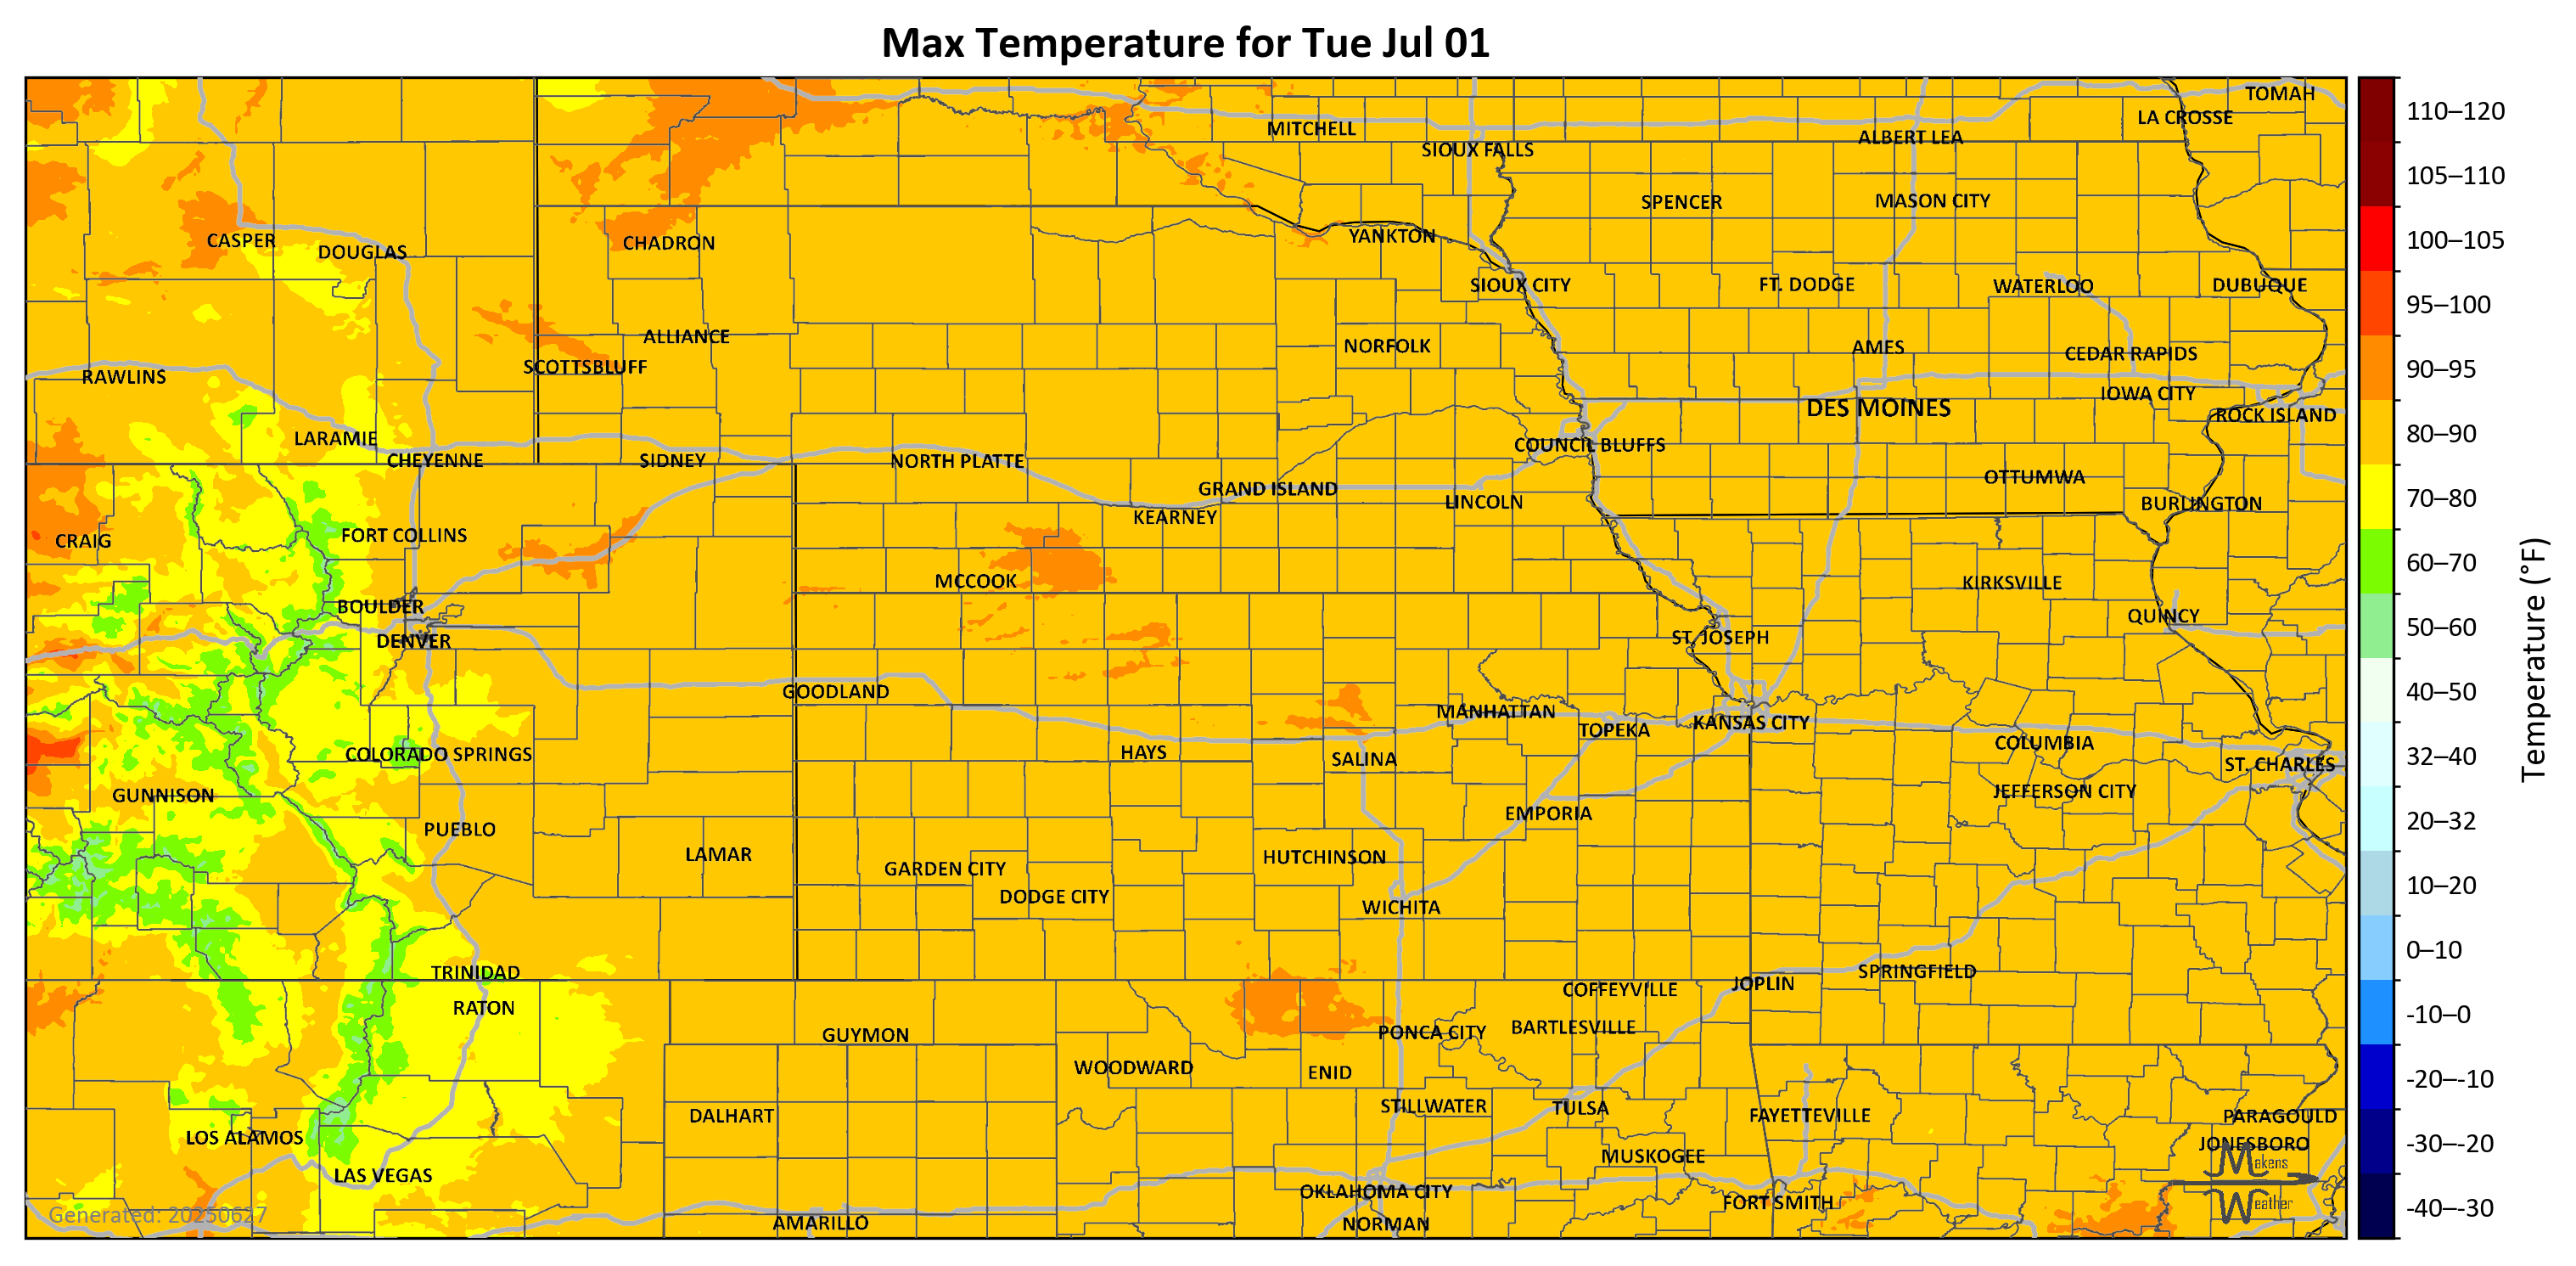 Max Temperature for Tue Jul 01
TOMAH
LA CROSSE
MITCHELL
ALBERT LEA
SIOUX FALLS
SPENCER
MASON CITY
CASPER
DOUGLAS
CHADRON
YANKTON
SIOUX CITY
FT. DODGE
WATERLOO
DUBUQUE
ALLIANCE
NORFOLK
AMES
CEDAR RAPIDS
SCOTTSBLUFF
RAWLINS
IOWA CITY
DES MOINES
ROCK ISLAND
LARAMIE
COUNCIL BLUFFS
CHEYENNE
SIDNEY
NORTH PLATTE
OTTUMWA
GRAND ISLAND
LINCOLN
BURLINGTON
KEARNEY
CRAIG
FORT COLLINS
MCCOOK
KIRKSVILLE
BOULDER
QUINCY
DENVER
ST. JOSEPH
GOODLAND
MANHATTAN
TOPEKA
KANSAS CITY
COLUMBIA
COLORADO SPRINGS
HAYS
SALINA
ST. CHARLES
GUNNISON
JEFFERSON CITY
EMPORIA
PUEBLO
LAMAR
HUTCHINSON
GARDEN CITY
DODGE CITY
WICHITA
TRINIDAD
SPRINGFIELD
JOPLIN
COFFEYVILLE
RATON
GUYMON
PONCA CITY
BARTLESVILLE
WOODWARD
ENID
STILLWATER
TULSA
DALHART
FAYETTEVILLE
PARAGOULD
LOS ALAMOS
JONESBORO
MUSKOGEE
LAS VEGAS
OKLAHOMA CITY
FORT SMITH
AMARILLO
NORMAN
Makens
Weather
Generated: 20250627
110–120
105–110
100–105
95–100
90–95
80–90
70–80
60–70
50–60
40–50
32–40
20–32
10–20
0–10
-10–0
-20–-10
-30–-20
-40–-30
Temperature (°F)